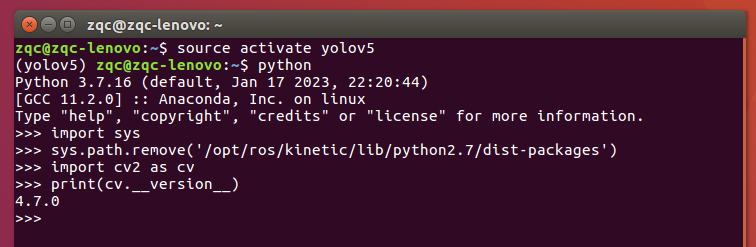 zqc@zqc-lenovo: ~
zqc@zqc-lenovo:~$ source activate yolov5
(yolov5) zqc@zqc-lenovo:~$ python
Python 3.7.16 (default, Jan 17 2023, 22:20:44)
[GCC 11.2.0] :: Anaconda, Inc. on linux
Type "help", "copyright", "credits" or "license" for more information.
>>> import sys
>>> sys.path.remove('/opt/ros/kinetic/lib/python2.7/dist-packages')
>>> import cv2 as cv
>>> print(cv.__version__)
4.7.0
>>>